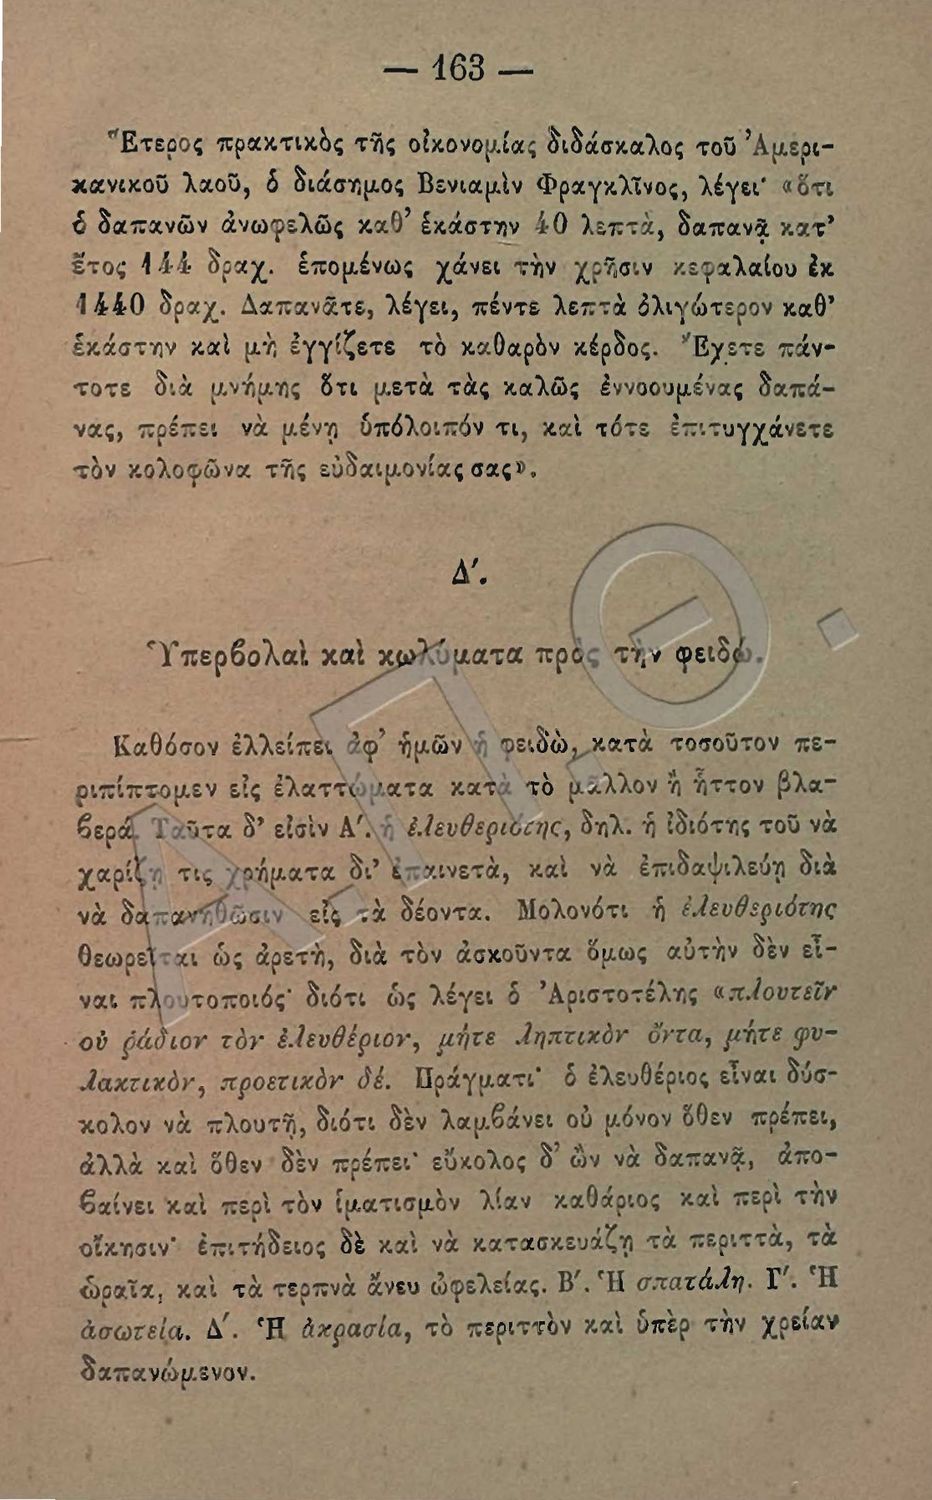 — 163 —
Ἕτερος πρακτικὸς τῆς οἰκονομίας διδάσκαλος τοῦ Ἀμερι-
κανικοῦ λαοῦ, ὁ διάσημος Βενιαμὶν Φραγκλῖνος, λέγει· «ὅτι
ὁ δαπανῶν ἀνωφελῶς καθ’ ἑκάστην 40 λεπτὰ, δαπανᾷ κατ’
ἔτος 144 δραχ. ἑπομένως χάνει τὴν χρῆσιν κεφαλαίου ἐκ
1440 δραχ. Δαπανᾶτε, λέγει, πέντε λεπτὰ ὀλιγώτερον καθ’
ἑκάστην καὶ μὴ ἐγγίζετε τὸ καθαρὸν κέρδος. Ἔχετε πάν-
τοτε διὰ μνήμης ὅτι μετὰ τὰς καλῶς ἐννοουμένας δαπά-
νας, πρέπει νὰ μένῃ ὑπόλοιπόν τι, καὶ τότε ἐπιτυγχάνετε
τὸν κολοφῶνα τῆς εὐδαιμονίας σας».
Δ′.
Ὑπερβολαὶ καὶ κωλύματα πρὸς τὴν φειδώ.
Καθόσον ἐλλείπει ἀφ’ ἡμῶν ἡ φειδὼ, κατὰ τοσοῦτον πε-
ριπίπτομεν εἰς ἐλαττώματα κατὰ τὸ μᾶλλον ἢ ἧττον βλα-
βερά. Ταῦτα δ’ εἰσὶν Α′. ἡ ἐλευθεριότης, δηλ. ἡ ἰδιότης τοῦ νὰ
χαρίζῃ τις χρήματα δι’ ἐπαινετὰ, καὶ νὰ ἐπιδαψιλεύῃ διὰ
νὰ δαπανηθῶσιν εἰς τὰ δέοντα. Μολονότι ἡ ἐλευθεριότης
θεωρεῖται ὡς ἀρετὴ, διὰ τὸν ἀσκοῦντα ὅμως αὐτὴν δὲν εἶ-
ναι πλουτοποιός· διότι ὡς λέγει ὁ Ἀριστοτέλης «πλουτεῖν
οὐ ῥάδιον τὸν ἐλευθέριον, μήτε ληπτικὸν ὄντα, μήτε φυ-
λακτικὸν, προετικὸν δέ. Πράγματι· ὁ ἐλευθέριος εἶναι δύσ-
κολον νὰ πλουτῇ, διότι δὲν λαμβάνει οὐ μόνον ὅθεν πρέπει,
ἀλλὰ καὶ ὅθεν δὲν πρέπει· εὔκολος δ’ ὢν νὰ δαπανᾷ, ἀπο-
βαίνει καὶ περὶ τὸν ἱματισμὸν λίαν καθάριος καὶ περὶ τὴν
οἴκησιν· ἐπιτήδειος δὲ καὶ νὰ κατασκευάζῃ τὰ περιττὰ, τὰ
ὡραῖα, καὶ τὰ τερπνὰ ἄνευ ὠφελείας. Β′. Ἡ σπατάλη. Γ′. Ἡ
ἀσωτεία. Δ′. Ἡ ἀκρασία, τὸ περιττὸν καὶ ὑπὲρ τὴν χρείαν
δαπανώμενον.